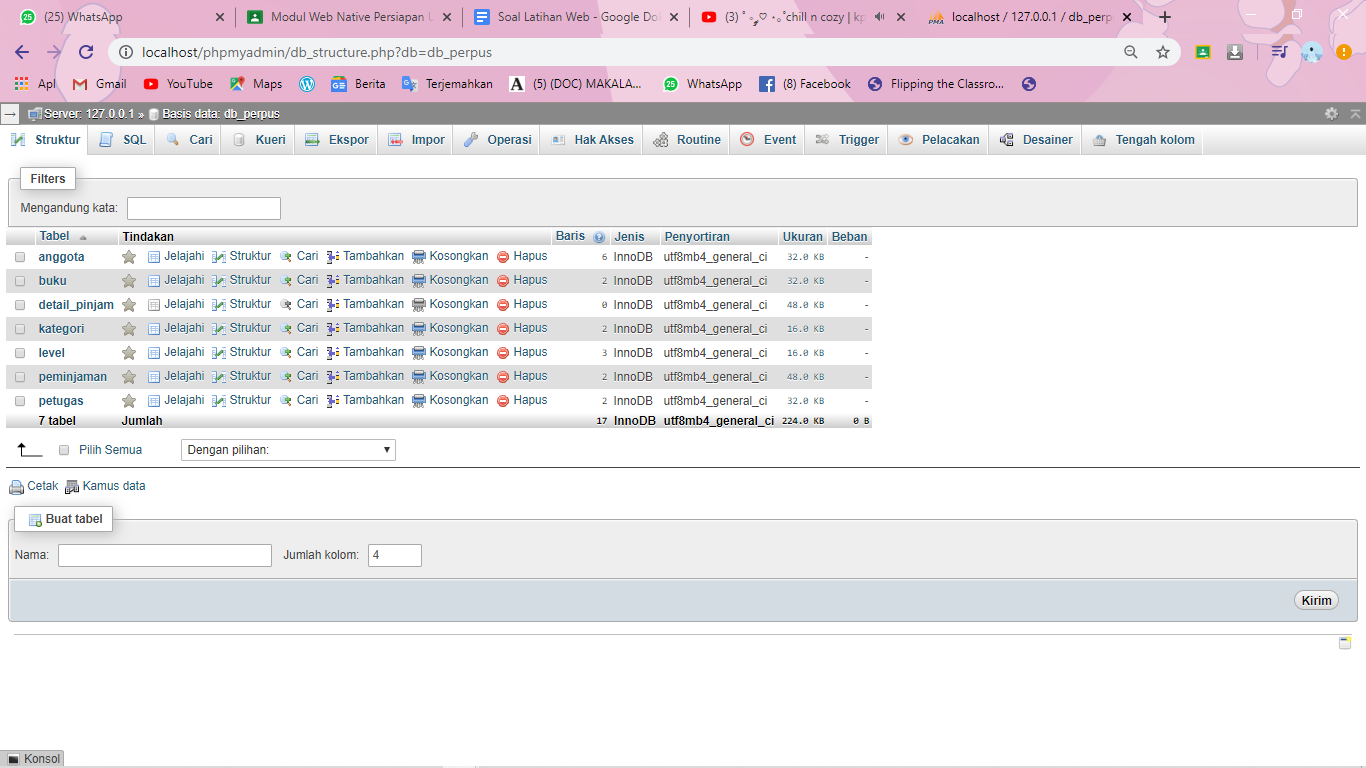 (25) WhatsApp
Modul Web Native Persiapan U
Soal Latihan Web - Google Do
(3) chill n cozy | kp
localhost / 127.0.0.1 / db_perp
localhost/phpmyadmin/db_structure.php?db=db_perpus
Apl Gmail YouTube Maps Berita Terjemahkan (5) (DOC) MAKALA... WhatsApp (8) Facebook Flipping the Classro...
Server: 127.0.0.1 » Basis data: db_perpus
Struktur SQL Cari Kueri Ekspor Impor Operasi Hak Akses Routine Event Trigger Pelacakan Desainer Tengah kolom
Filters
Mengandung kata:
Tabel Tindakan Baris Jenis Penyortiran Ukuran Beban
anggota Jelajahi Struktur Cari Tambahkan Kosongkan Hapus 6 InnoDB utf8mb4_general_ci 32.0 KB -
buku Jelajahi Struktur Cari Tambahkan Kosongkan Hapus 2 InnoDB utf8mb4_general_ci 32.0 KB -
detail_pinjam Jelajahi Struktur Cari Tambahkan Kosongkan Hapus 0 InnoDB utf8mb4_general_ci 48.0 KB -
kategori Jelajahi Struktur Cari Tambahkan Kosongkan Hapus 2 InnoDB utf8mb4_general_ci 16.0 KB -
level Jelajahi Struktur Cari Tambahkan Kosongkan Hapus 3 InnoDB utf8mb4_general_ci 16.0 KB -
peminjaman Jelajahi Struktur Cari Tambahkan Kosongkan Hapus 2 InnoDB utf8mb4_general_ci 48.0 KB -
petugas Jelajahi Struktur Cari Tambahkan Kosongkan Hapus 2 InnoDB utf8mb4_general_ci 32.0 KB -
7 tabel Jumlah 17 InnoDB utf8mb4_general_ci 224.0 KB 0 B
Pilih Semua Dengan pilihan:
Cetak Kamus data
Buat tabel
Nama: Jumlah kolom: 4
Kirim
Konsol